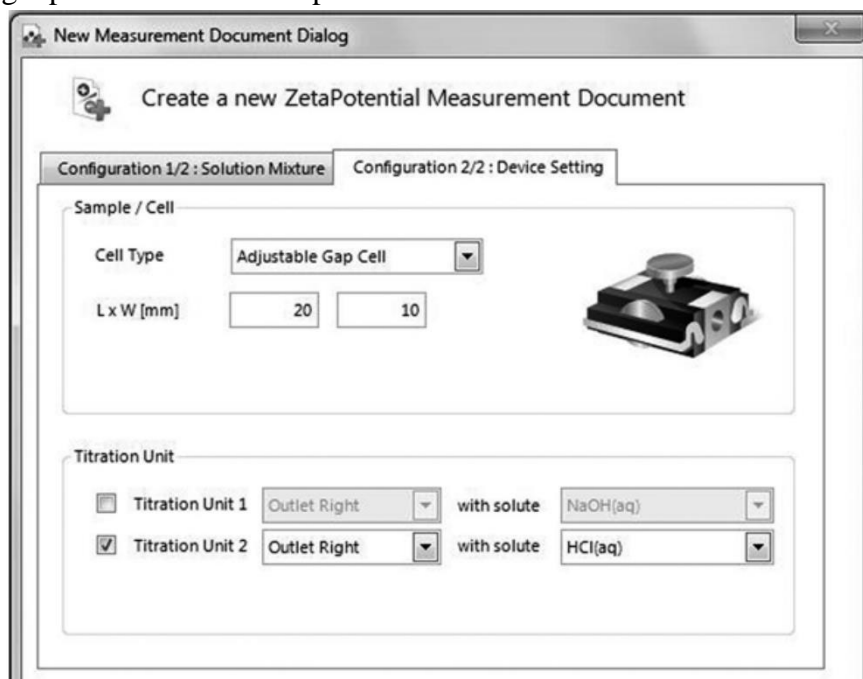 New Measurement Document Dialog
Create a new ZetaPotential Measurement Document
Configuration 1/2 : Solution Mixture Configuration 2/2 : Device Setting
Sample / Cell
Cell Type Adjustable Gap Cell
L x W [mm] 20 10
Titration Unit
Titration Unit 1 Outlet Right with solute NaOH(aq)
Titration Unit 2 Outlet Right with solute HCl(aq)